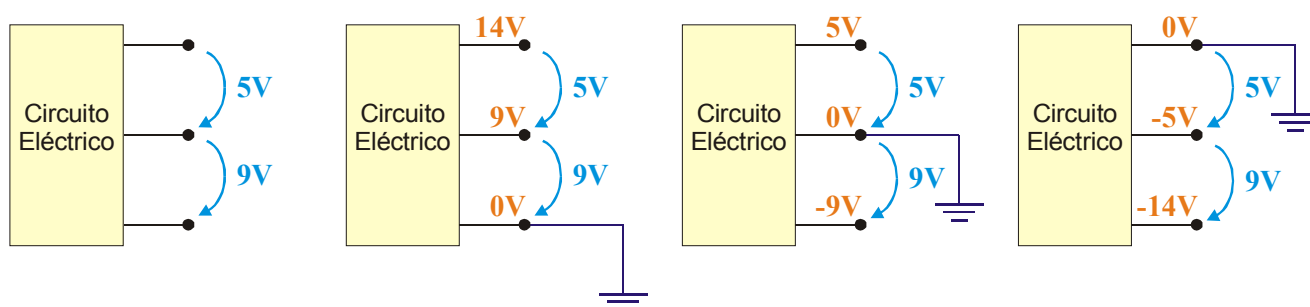 Circuito
Eléctrico
5V
9V
14V
Circuito
Eléctrico
5V
9V
9V
0V
5V
Circuito
Eléctrico
5V
0V
9V
-9V
0V
Circuito
Eléctrico
5V
-5V
9V
-14V